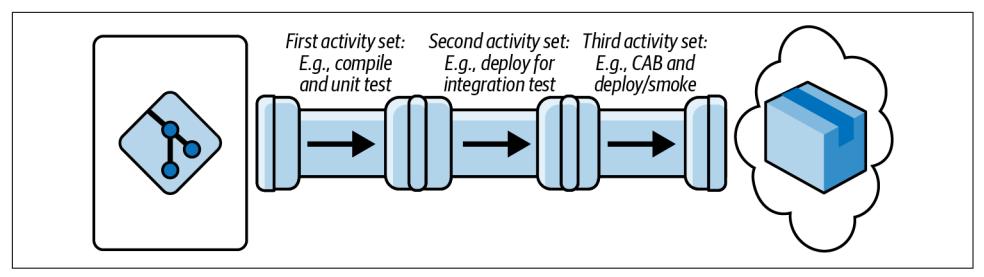 First activity set:
E.g., compile
and unit test
Second activity set:
E.g., deploy for
integration test
Third activity set:
E.g., CAB and
deploy/smoke